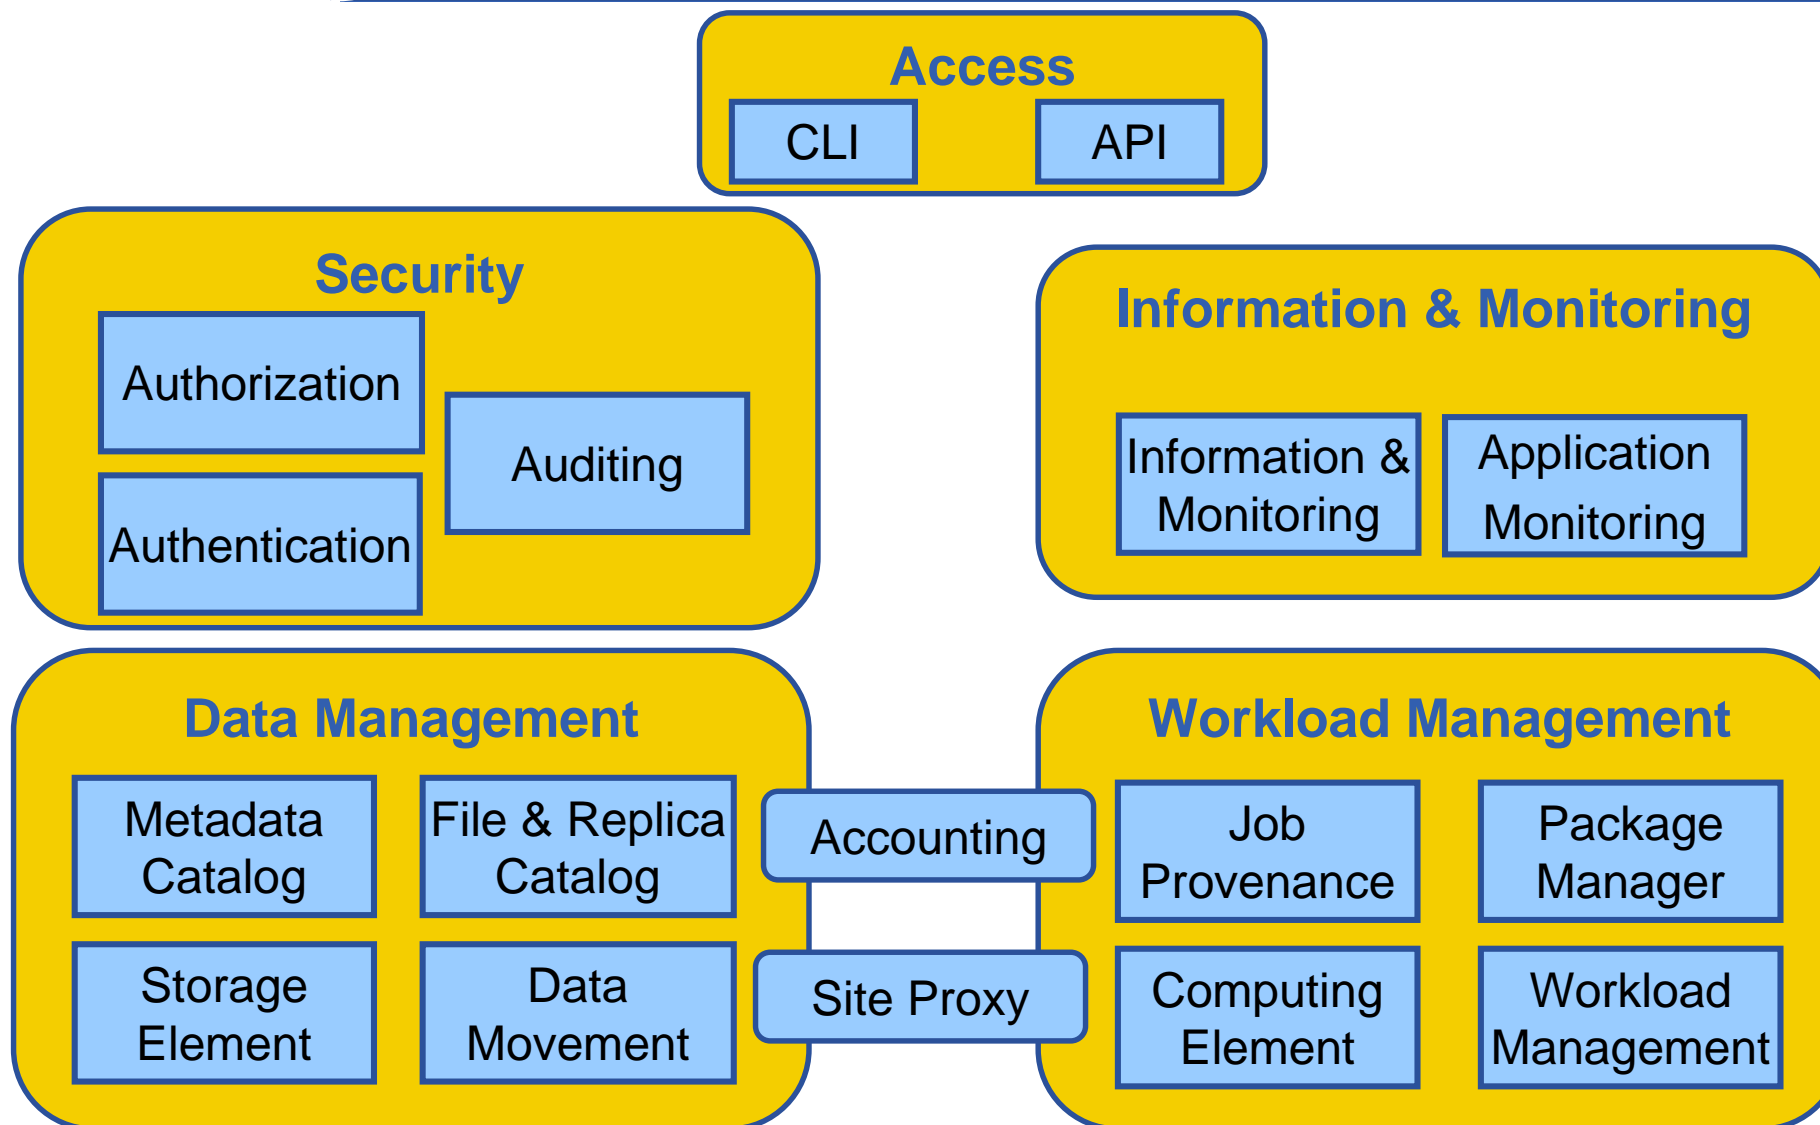 Access
CLI
API
Security
Authorization
Auditing
Authentication
Information & Monitoring
Information &
Monitoring
Application
Monitoring
Data Management
Metadata
Catalog
File & Replica
Catalog
Storage
Element
Data
Movement
Accounting
Site Proxy
Workload Management
Job
Provenance
Package
Manager
Computing
Element
Workload
Management